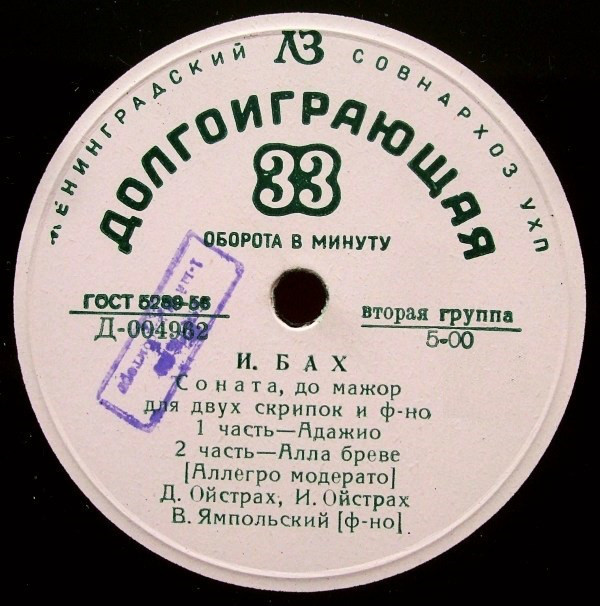 ЛЗ
ЛЕНИНГРАДСКИЙ СОВНАРХОЗ УХП
ДОЛГОИГРАЮЩАЯ
33
ОБОРОТА В МИНУТУ
ГОСТ 5289-56
Д-004962
вторая группа
5-00
И. БАХ
Соната, до мажор
для двух скрипок и ф-но
1 часть—Адажио
2 часть—Алла бреве
[Аллегро модерато]
Д. Ойстрах, И. Ойстрах
В. Ямпольский [ф-но]